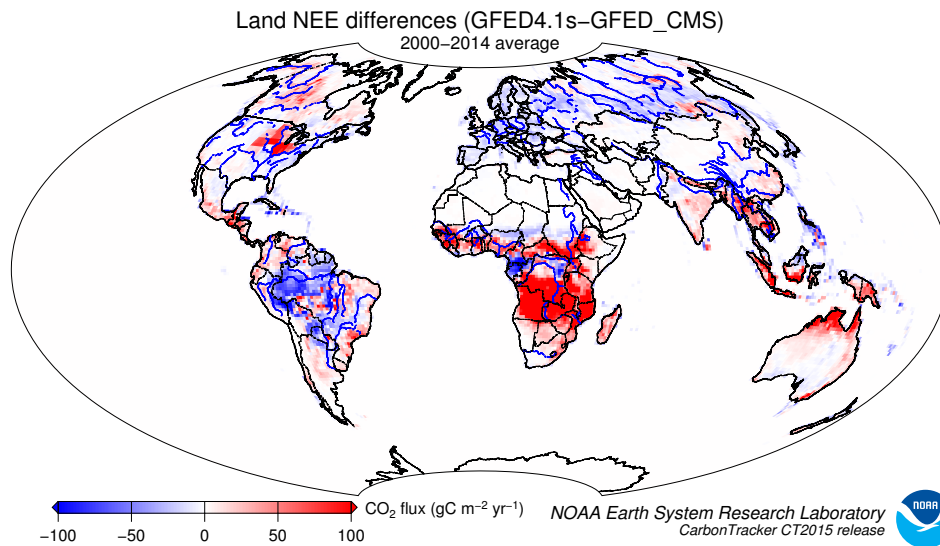 Land NEE differences (GFED4.1s−GFED_CMS)
2000−2014 average
CO₂ flux (gC m⁻² yr⁻¹)
−100 −50 0 50 100
NOAA Earth System Research Laboratory
CarbonTracker CT2015 release
NOAA